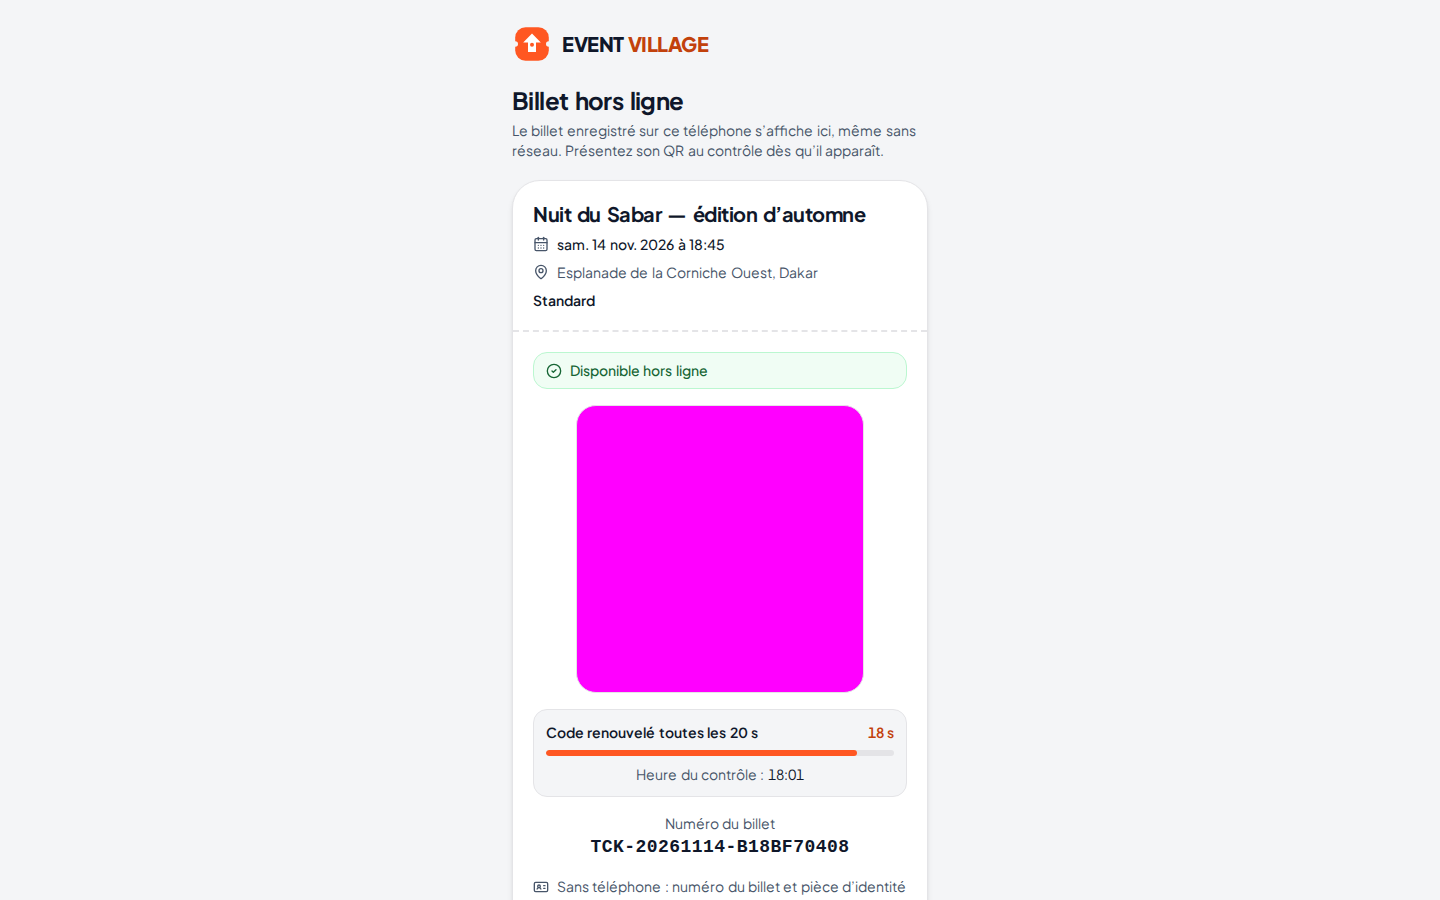 EVENT VILLAGE
Billet hors ligne
Le billet enregistré sur ce téléphone s’affiche ici, même sans
réseau. Présentez son QR au contrôle dès qu’il apparaît.
Nuit du Sabar — édition d’automne
sam. 14 nov. 2026 à 18:45
Esplanade de la Corniche Ouest, Dakar
Standard
Disponible hors ligne
Code renouvelé toutes les 20 s 18 s
Heure du contrôle : 18:01
Numéro du billet
TCK-20261114-B18BF70408
Sans téléphone : numéro du billet et pièce d’identité